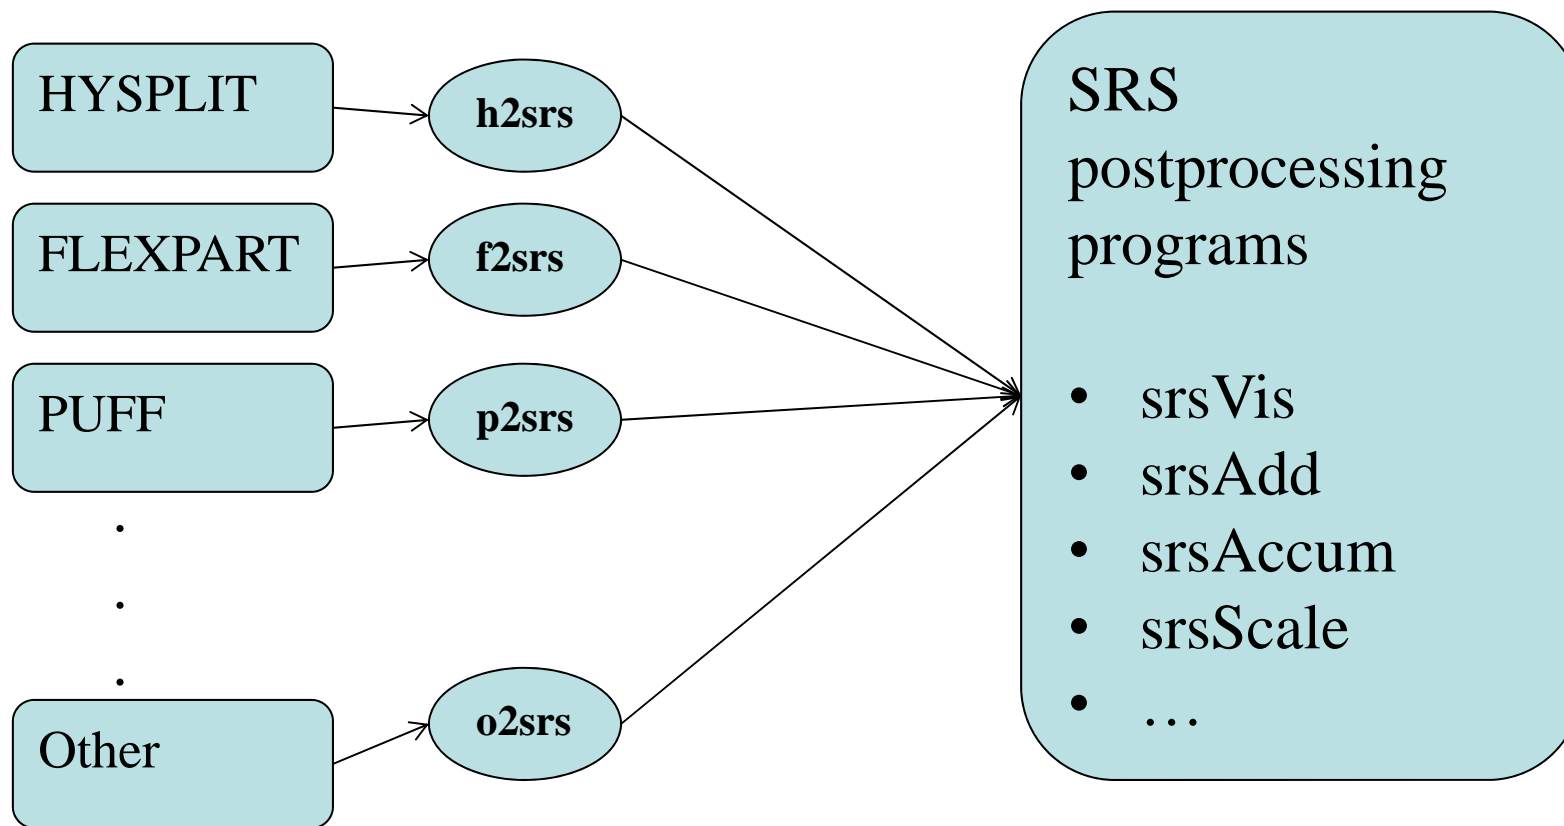 HYSPLIT
h2srs
FLEXPART
f2srs
PUFF
p2srs
.
.
.
Other
o2srs
SRS
postprocessing
programs
• srsVis
• srsAdd
• srsAccum
• srsScale
• …